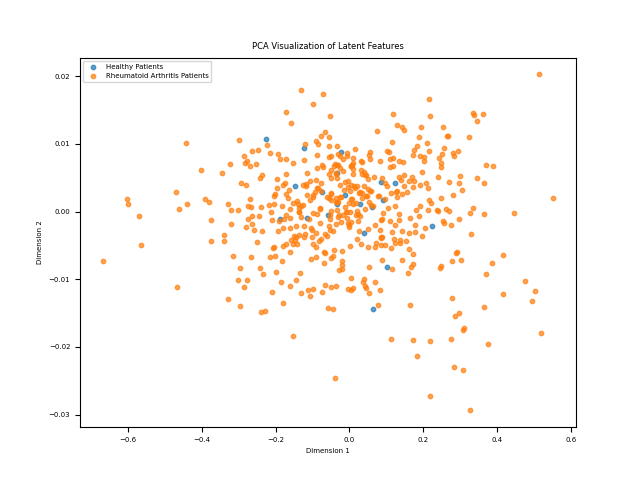 PCA Visualization of Latent Features
Healthy Patients
Rheumatoid Arthritis Patients
0.02
0.01
0.00
−0.01
−0.02
−0.03
Dimension 2
−0.6
−0.4
−0.2
0.0
0.2
0.4
0.6
Dimension 1